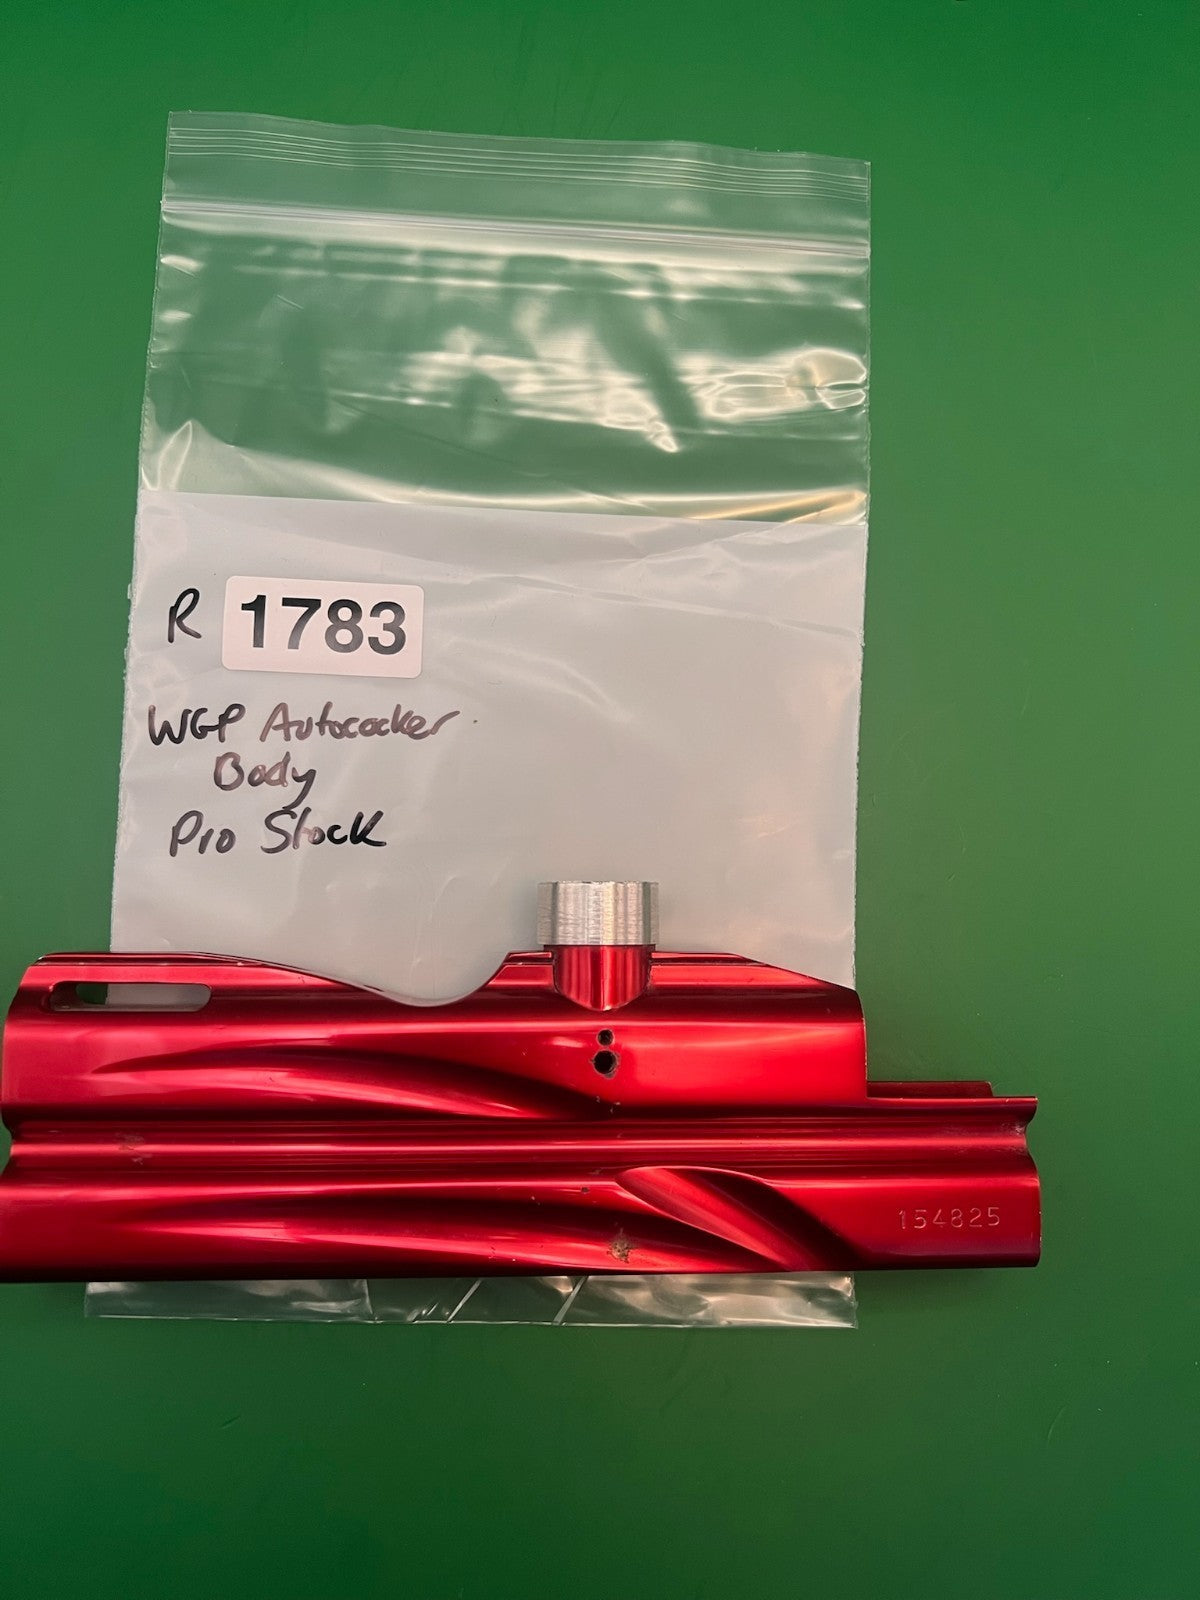 R 1783
WGP Autococker
Body
Pro Stock
154825